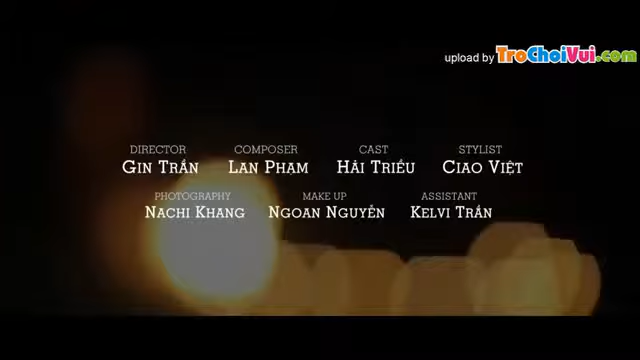 upload by TroChoiVui.com
DIRECTOR COMPOSER CAST STYLIST
GIN TRẦN LAN PHẠM HẢI TRIỀU CIAO VIỆT
PHOTOGRAPHY MAKE UP ASSISTANT
NACHI KHANG NGOAN NGUYỄN KELVI TRẦN